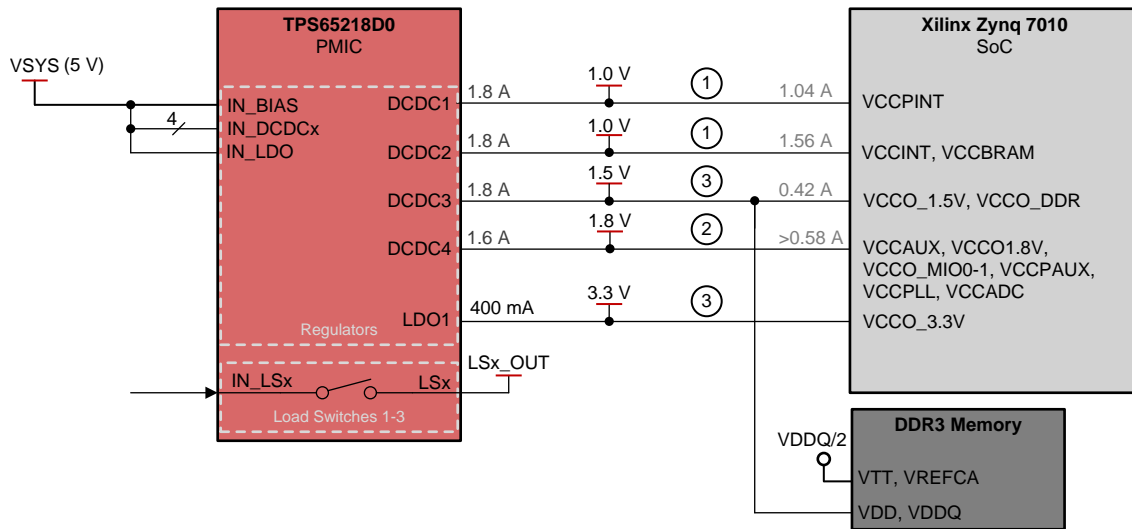 TPS65218D0
PMIC
Xilinx Zynq 7010
SoC
VSYS (5 V)
IN_BIAS
IN_DCDCx
4
IN_LDO
DCDC1
1.8 A
1.0 V
1
1.04 A
VCCPINT
DCDC2
1.8 A
1.0 V
1
1.56 A
VCCINT, VCCBRAM
DCDC3
1.8 A
1.5 V
3
0.42 A
VCCO_1.5V, VCCO_DDR
DCDC4
1.6 A
1.8 V
2
>0.58 A
VCCAUX, VCCO1.8V,
VCCO_MIO0-1, VCCPAUX,
VCCPLL, VCCADC
LDO1
400 mA
3.3 V
3
VCCO_3.3V
Regulators
IN_LSx
LSx
LSx_OUT
Load Switches 1-3
DDR3 Memory
VDDQ/2
VTT, VREFCA
VDD, VDDQ